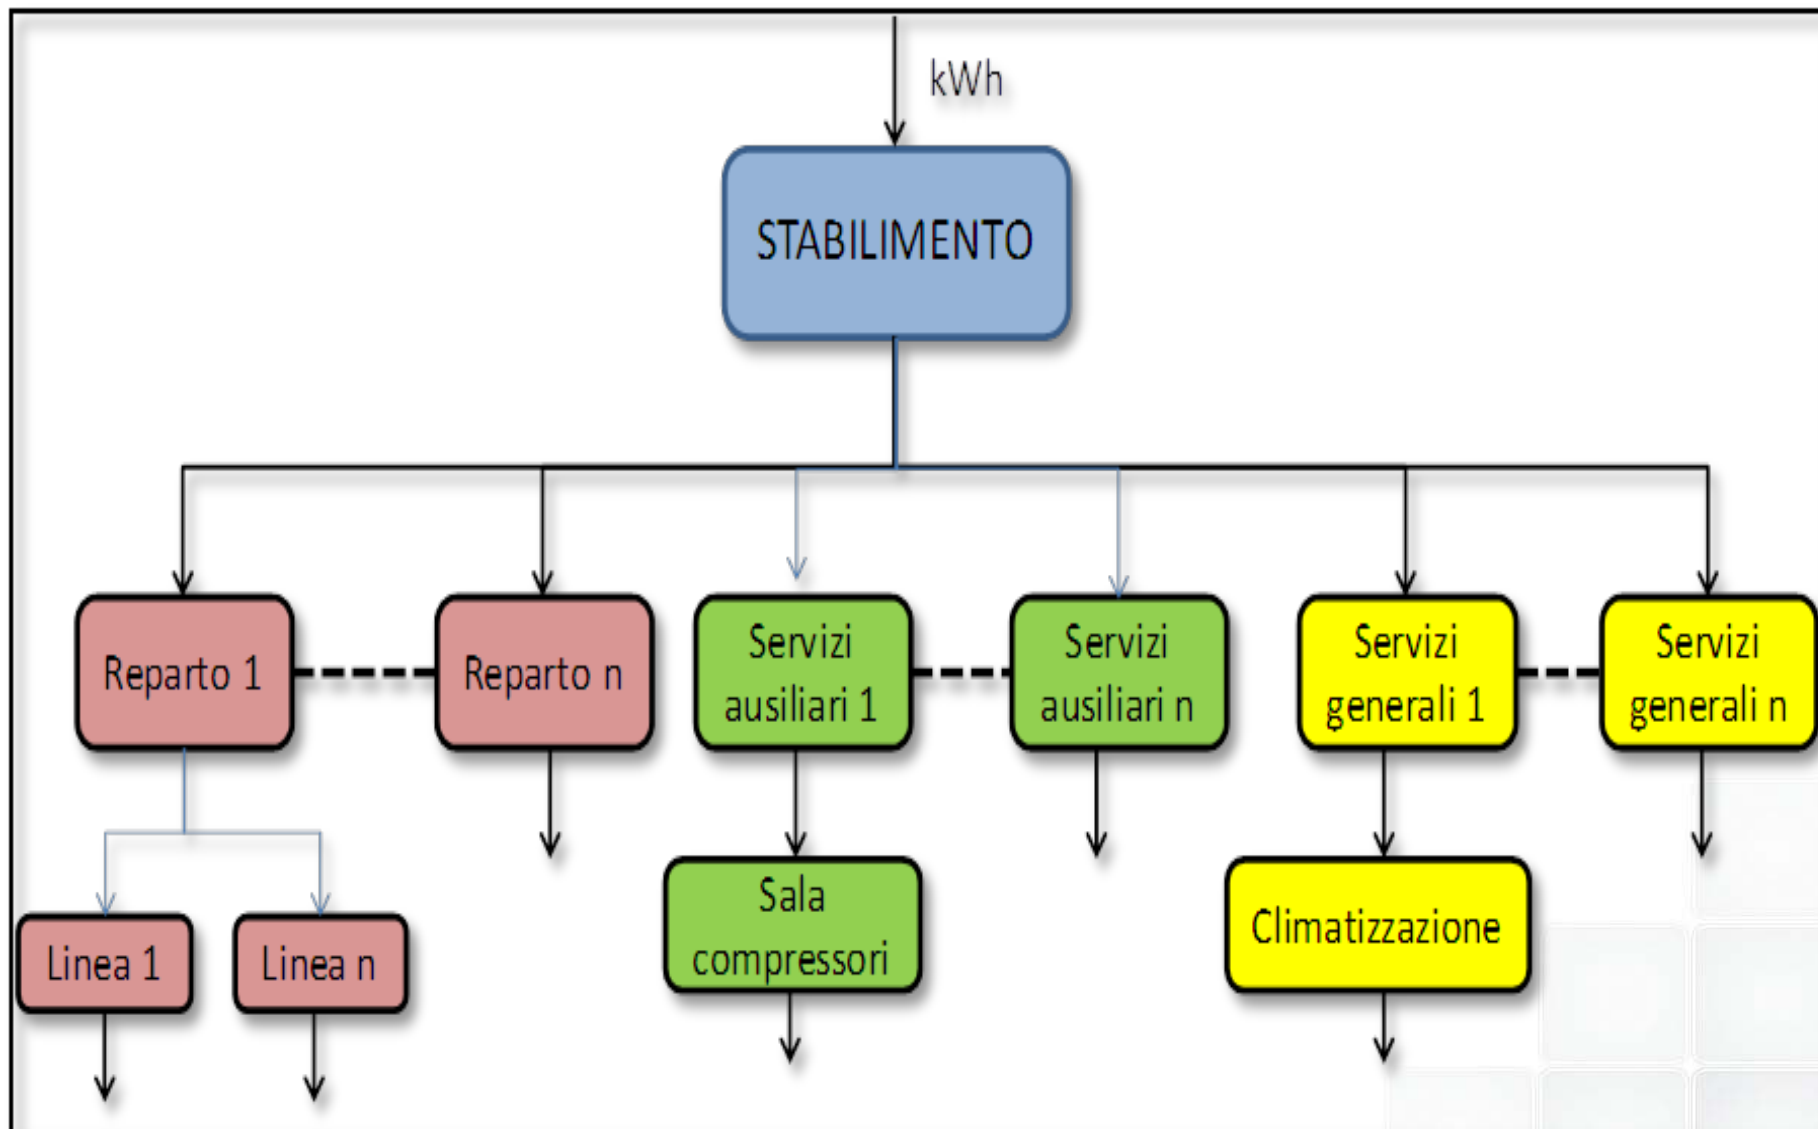 kWh
STABILIMENTO
Reparto 1
Reparto n
Servizi
ausiliari 1
Servizi
ausiliari n
Servizi
generali 1
Servizi
generali n
Linea 1
Linea n
Sala
compressori
Climatizzazione